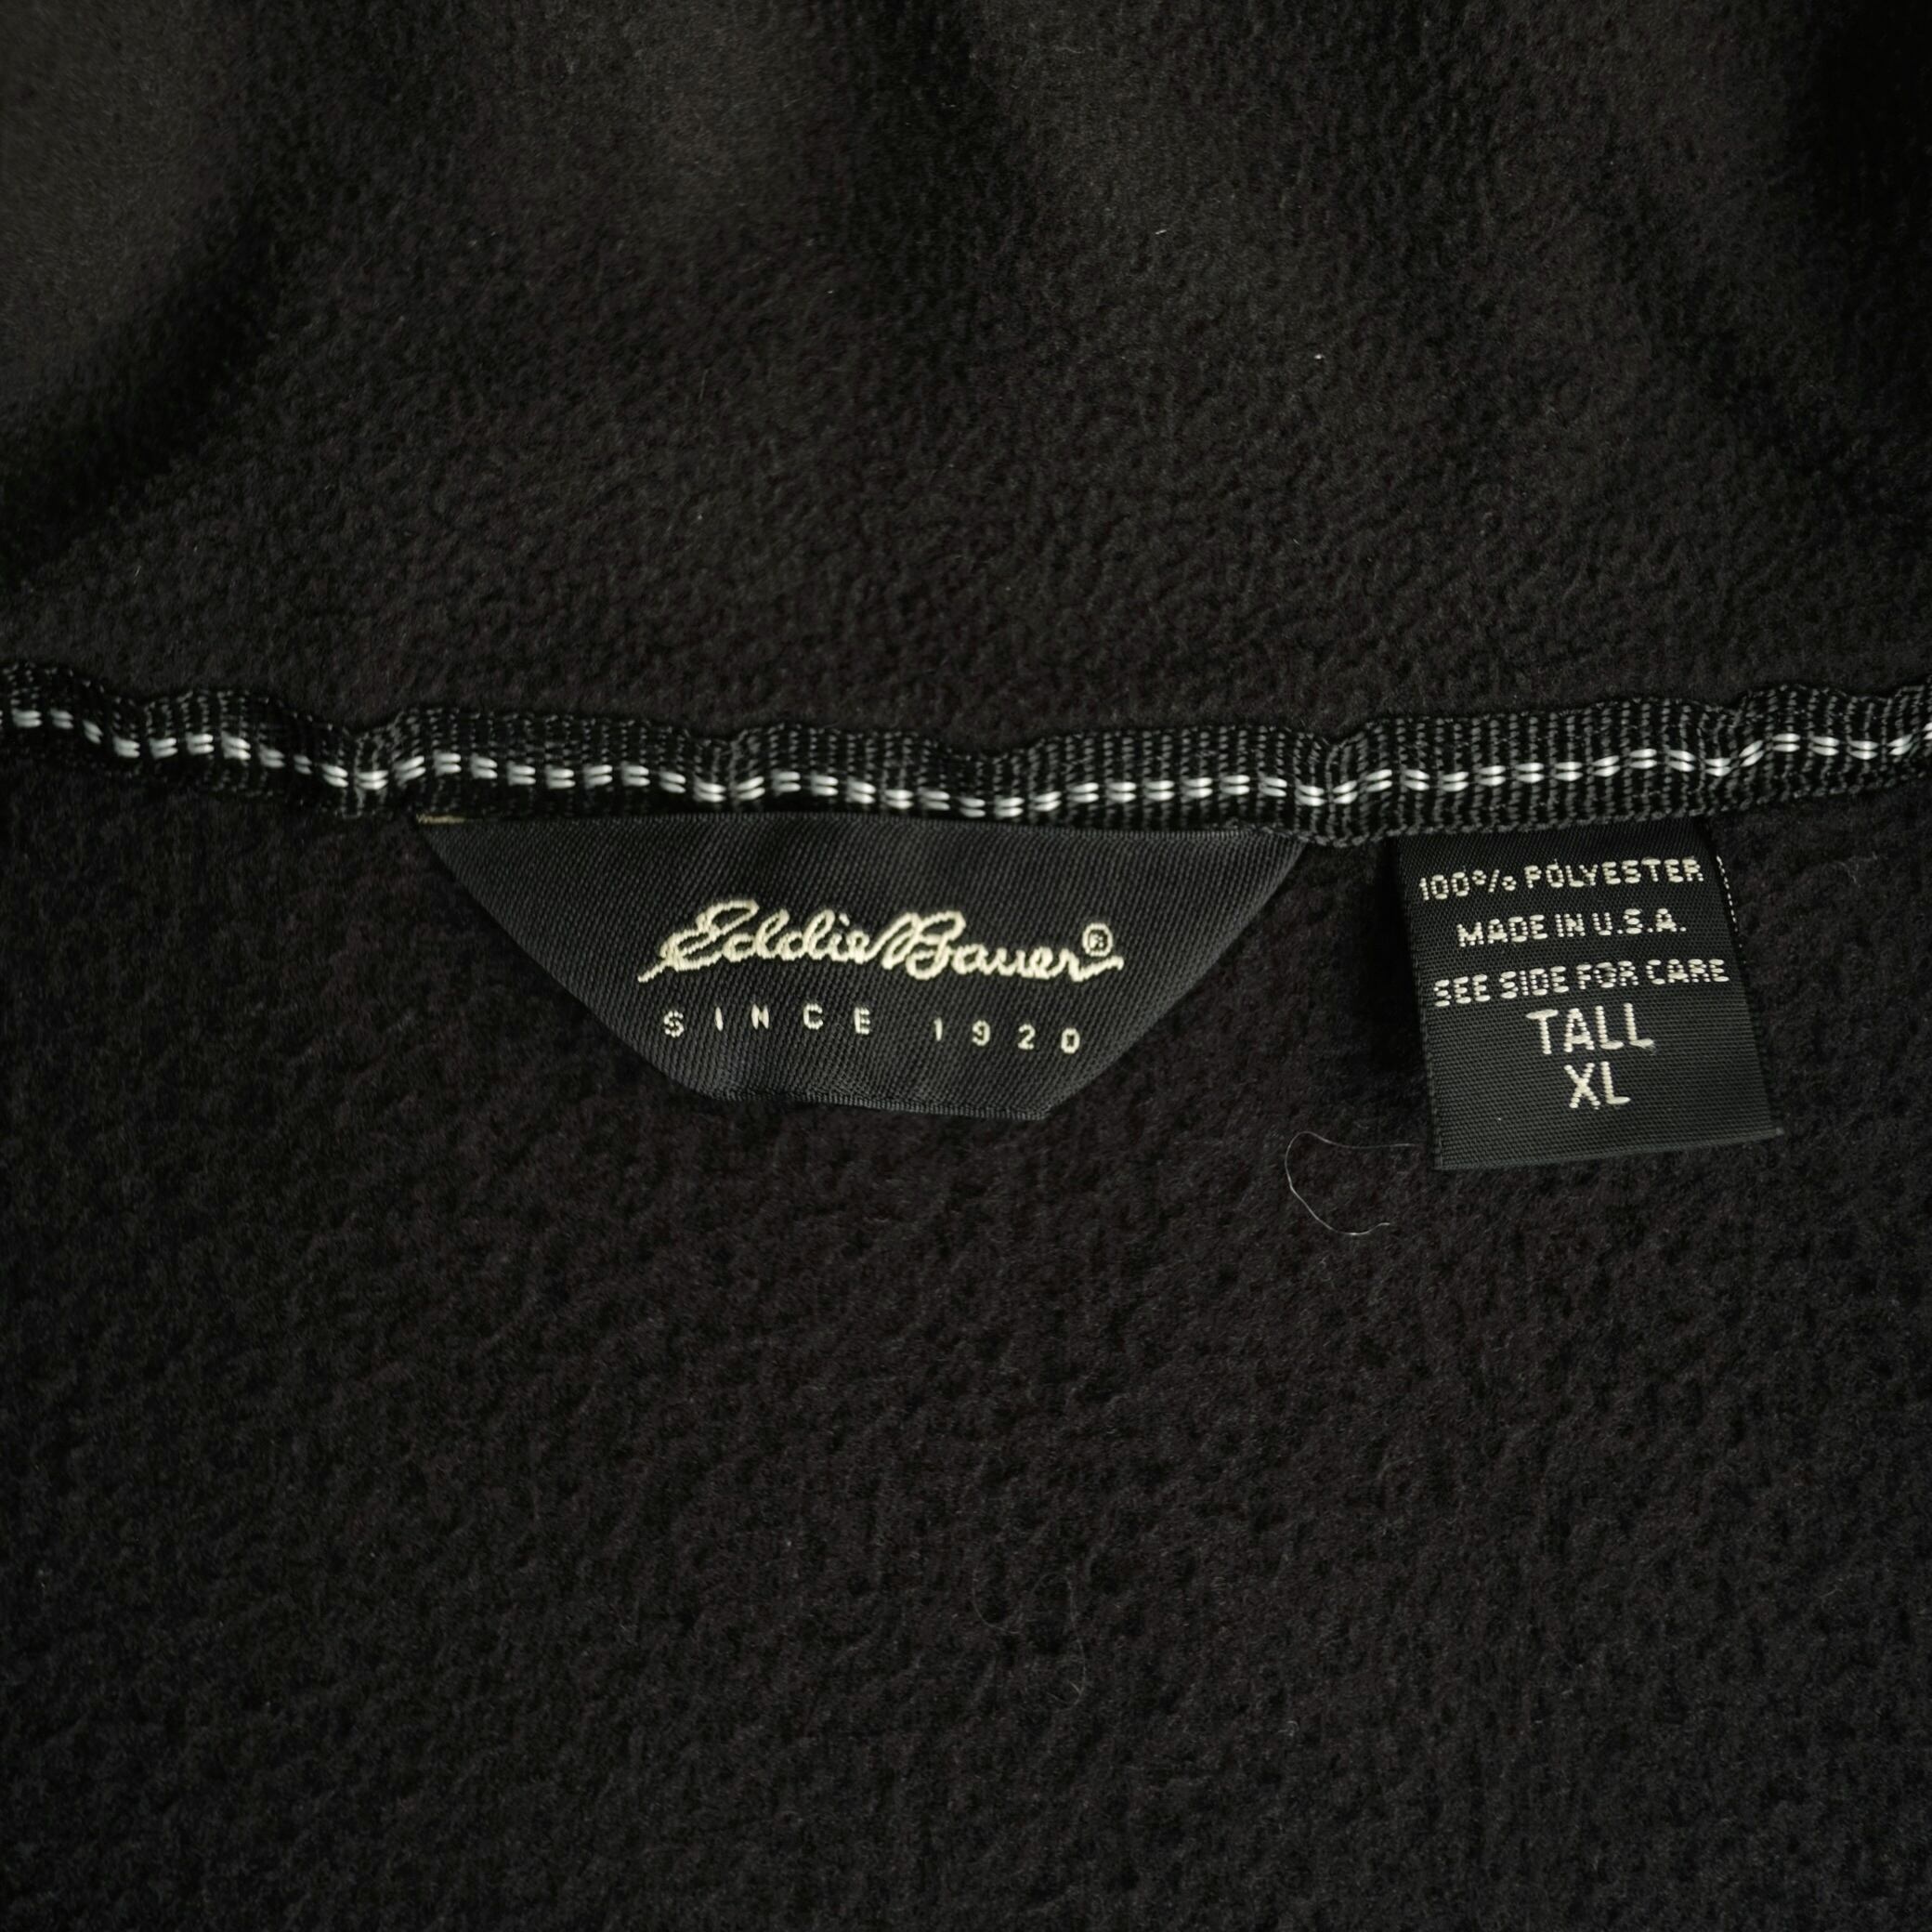 Eddie Bauer®
SINCE 1920
100% POLYESTER
MADE IN U.S.A.
SEE SIDE FOR CARE
TALL
XL